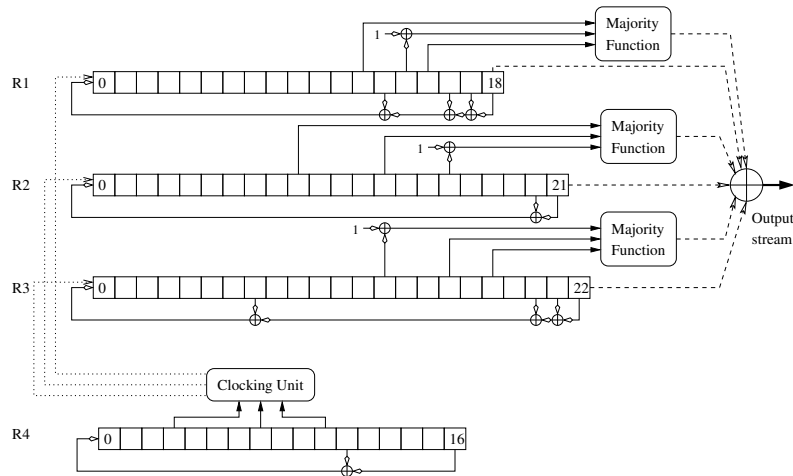 Majority
Function
1
R1
0
18
Majority
Function
1
R2
0
21
Output
stream
Majority
Function
1
R3
0
22
Clocking Unit
R4
0
16